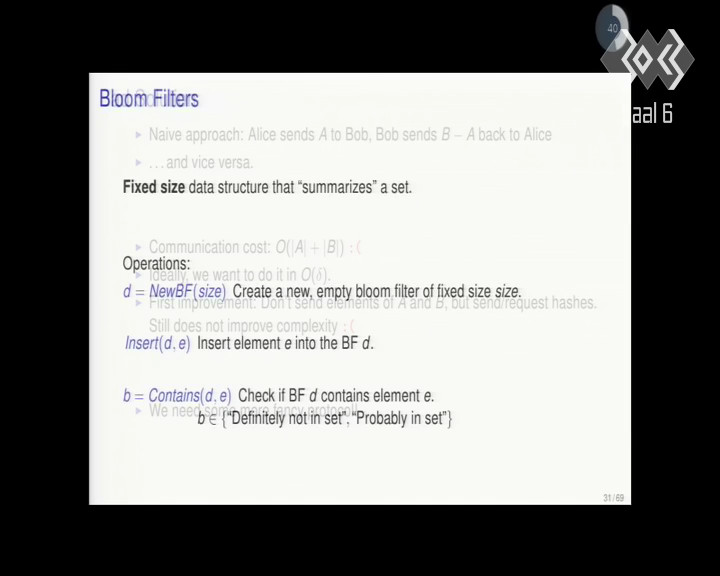 40
aal 6
Bloom Filters
Naive approach: Alice sends A to Bob, Bob sends B − A back to Alice
...and vice versa.
Fixed size data structure that “summarizes” a set.
Communication cost: O(|A| + |B|) :(
Operations:
Ideally, we want to do it in O(δ).
d = NewBF(size) Create a new, empty bloom filter of fixed size size.
First improvement: Don't send elements of A and B, but send/request hashes.
Still does not improve complexity :(
Insert(d, e) Insert element e into the BF d.
b = Contains(d, e) Check if BF d contains element e.
We need some more fancy protocol!
b ∈ {“Definitely not in set”, “Probably in set”}
31 / 69